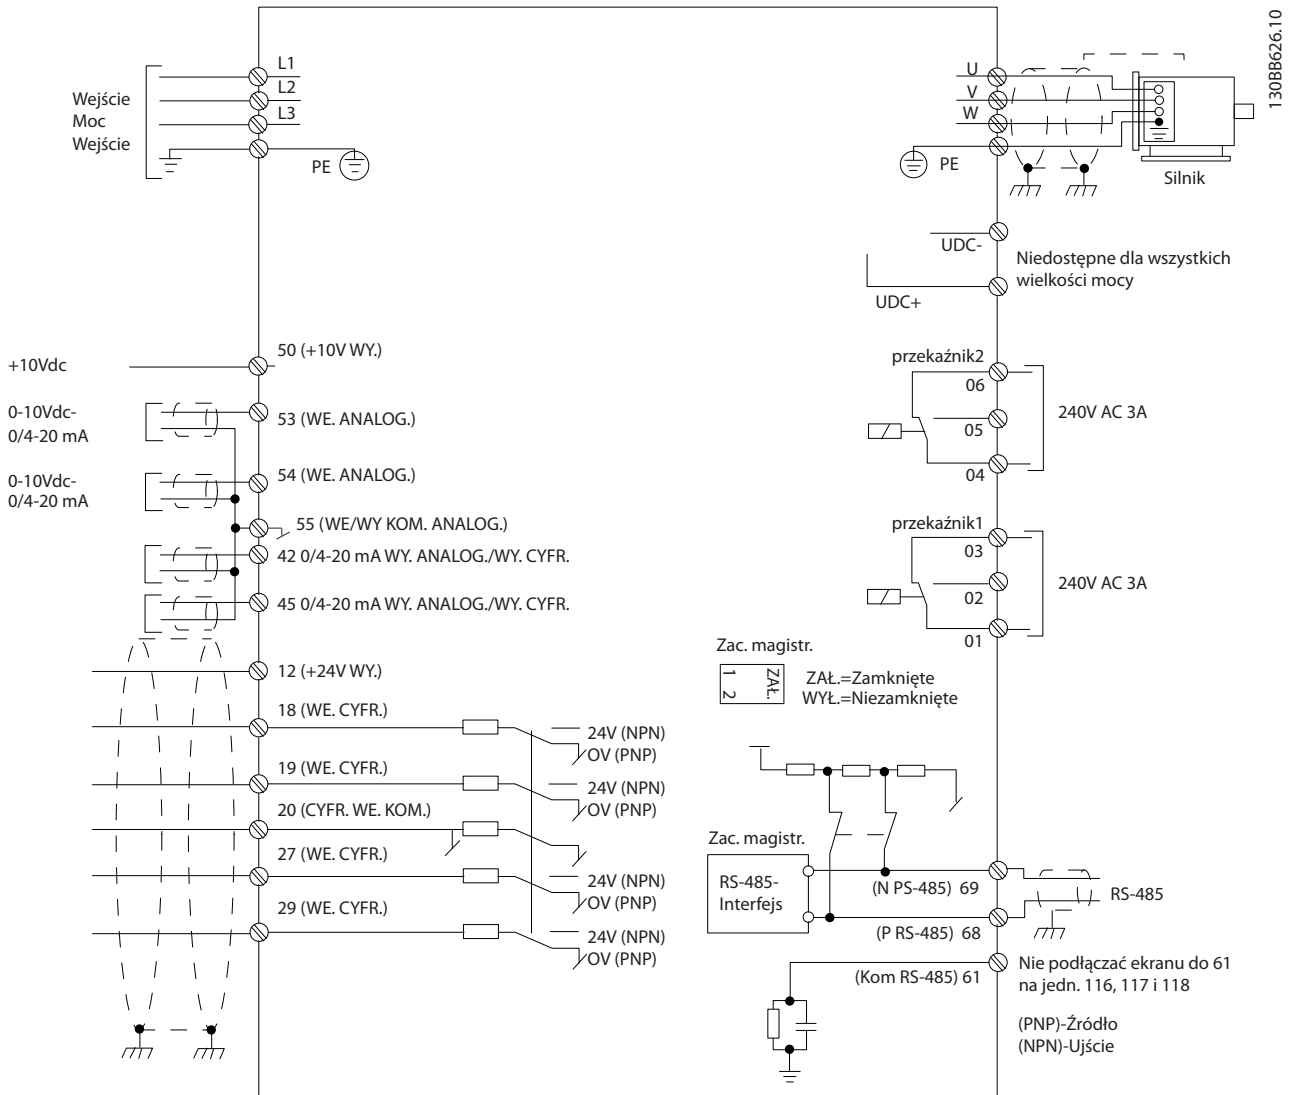 130BB626.10
L1
L2
L3
Wejście
Moc
Wejście
PE
U
V
W
PE
Silnik
UDC-
Niedostępne dla wszystkich
wielkości mocy
UDC+
+10Vdc
50 (+10V WY.)
0-10Vdc-
0/4-20 mA
53 (WE. ANALOG.)
0-10Vdc-
0/4-20 mA
54 (WE. ANALOG.)
55 (WE/WY KOM. ANALOG.)
42 0/4-20 mA WY. ANALOG./WY. CYFR.
45 0/4-20 mA WY. ANALOG./WY. CYFR.
12 (+24V WY.)
18 (WE. CYFR.)
24V (NPN)
OV (PNP)
19 (WE. CYFR.)
24V (NPN)
OV (PNP)
20 (CYFR. WE. KOM.)
27 (WE. CYFR.)
24V (NPN)
OV (PNP)
29 (WE. CYFR.)
24V (NPN)
OV (PNP)
przekaźnik2
06
05
04
240V AC 3A
przekaźnik1
03
02
01
240V AC 3A
Zac. magistr.
1
2
ZAŁ.
ZAŁ.=Zamknięte
WYŁ.=Niezamknięte
Zac. magistr.
RS-485-
Interfejs
(N PS-485) 69
RS-485
(P RS-485) 68
(Kom RS-485) 61
Nie podłączać ekranu do 61
na jedn. 116, 117 i 118
(PNP)-Źródło
(NPN)-Ujście